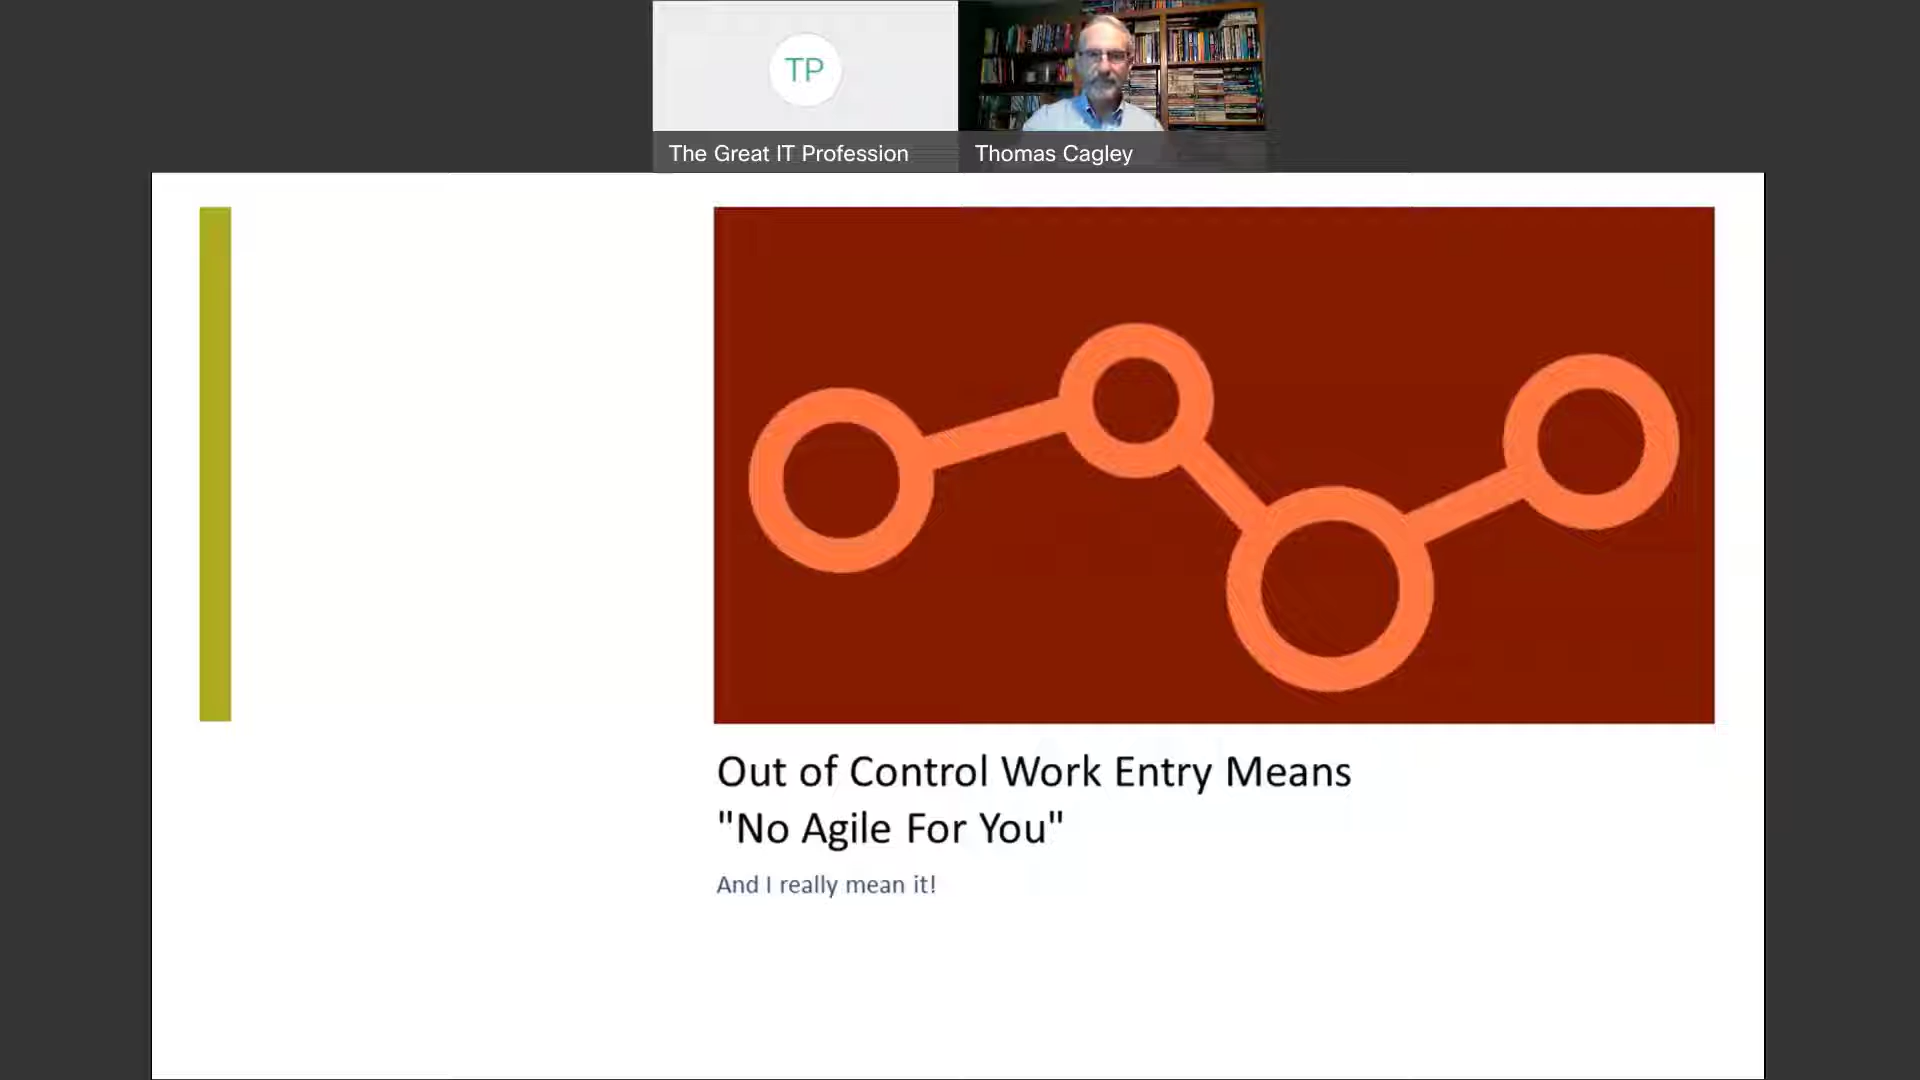 TP
The Great IT Profession
Thomas Cagley
Out of Control Work Entry Means
"No Agile For You"
And I really mean it!